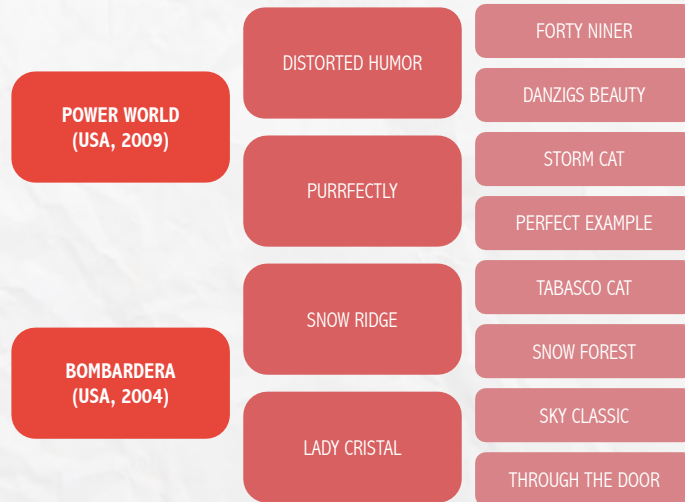 POWER WORLD
(USA, 2009)
BOMBARDERA
(USA, 2004)
DISTORTED HUMOR
PURRFECTLY
SNOW RIDGE
LADY CRISTAL
FORTY NINER
DANZIGS BEAUTY
STORM CAT
PERFECT EXAMPLE
TABASCO CAT
SNOW FOREST
SKY CLASSIC
THROUGH THE DOOR